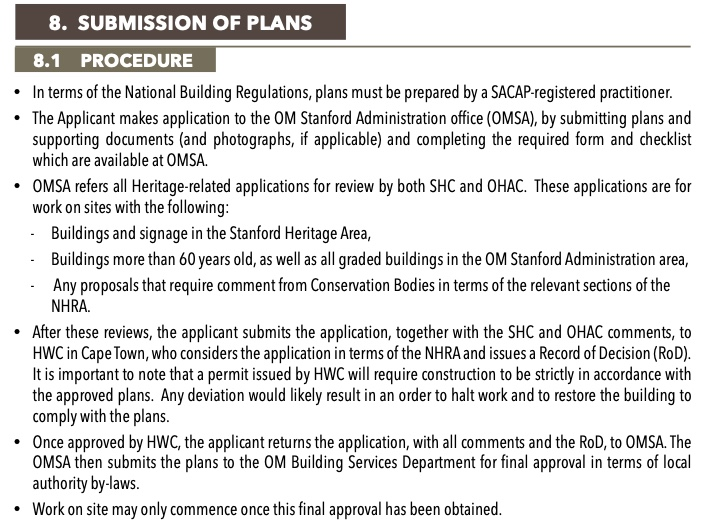 8. SUBMISSION OF PLANS
8.1 PROCEDURE
• In terms of the National Building Regulations, plans must be prepared by a SACAP-registered practitioner.
• The Applicant makes application to the OM Stanford Administration office (OMSA), by submitting plans and
supporting documents (and photographs, if applicable) and completing the required form and checklist
which are available at OMSA.
• OMSA refers all Heritage-related applications for review by both SHC and OHAC. These applications are for
work on sites with the following:
- Buildings and signage in the Stanford Heritage Area,
- Buildings more than 60 years old, as well as all graded buildings in the OM Stanford Administration area,
- Any proposals that require comment from Conservation Bodies in terms of the relevant sections of the
NHRA.
• After these reviews, the applicant submits the application, together with the SHC and OHAC comments, to
HWC in Cape Town, who considers the application in terms of the NHRA and issues a Record of Decision (RoD).
It is important to note that a permit issued by HWC will require construction to be strictly in accordance with
the approved plans. Any deviation would likely result in an order to halt work and to restore the building to
comply with the plans.
• Once approved by HWC, the applicant returns the application, with all comments and the RoD, to OMSA. The
OMSA then submits the plans to the OM Building Services Department for final approval in terms of local
authority by-laws.
• Work on site may only commence once this final approval has been obtained.